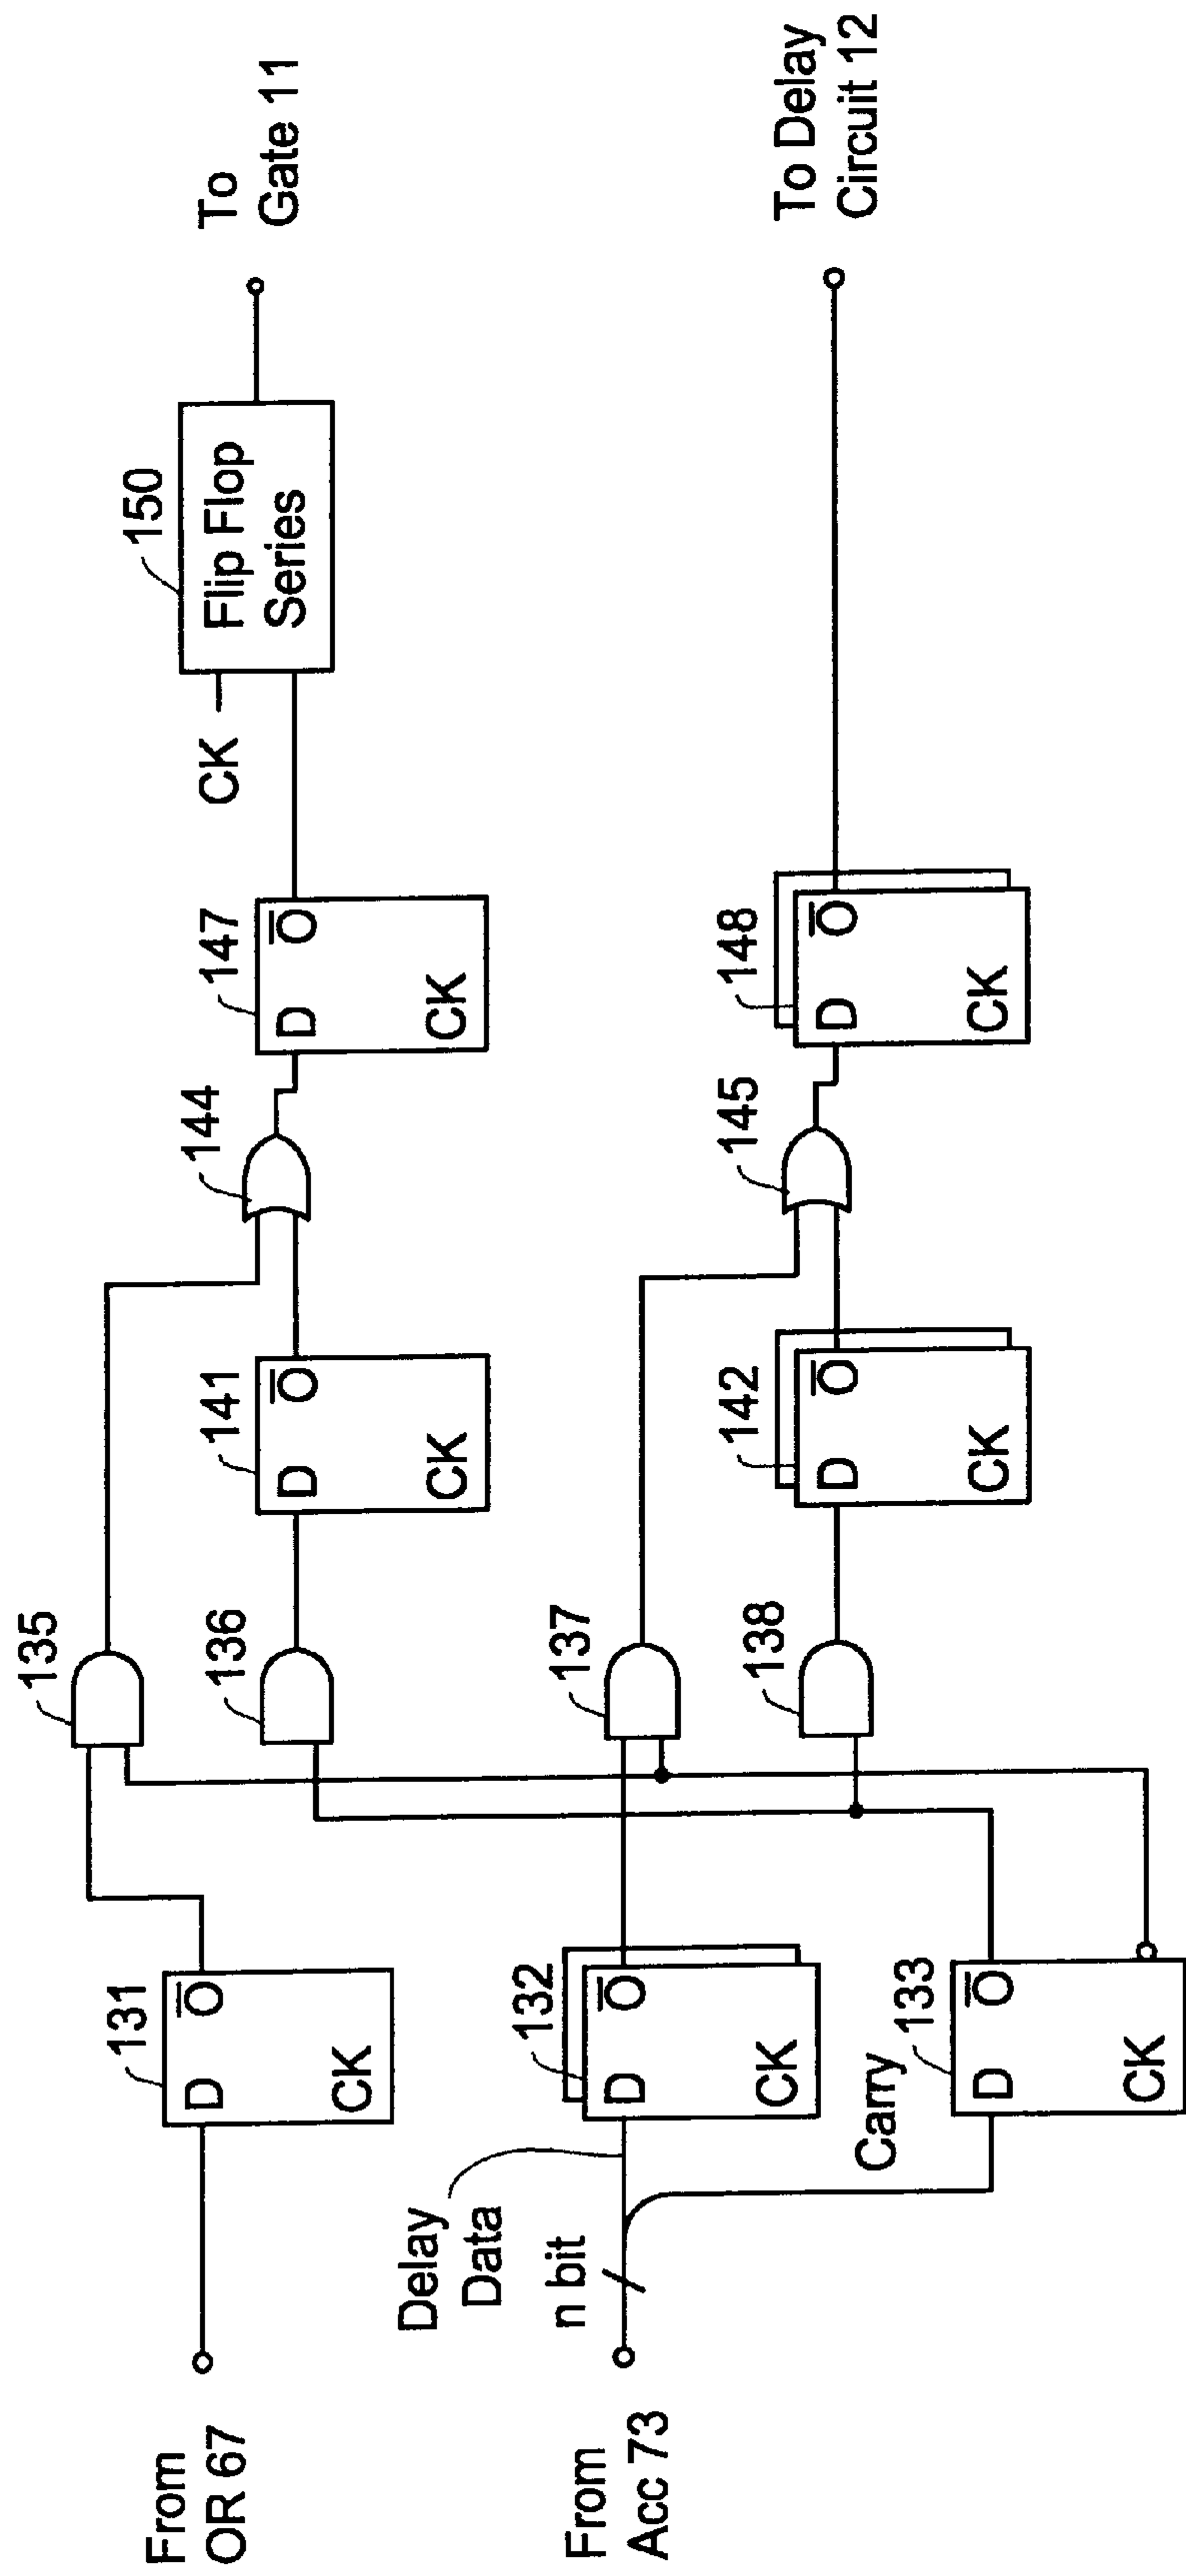 From
OR 67
131
D
O̅
CK
135
136
141
D
O̅
CK
144
147
D
O̅
CK
CK
150
Flip Flop
Series
To
Gate 11
From
Acc 73
n bit
Delay
Data
132
D
O̅
CK
Carry
133
D
O̅
CK
137
138
142
D
O̅
CK
145
148
D
O̅
CK
To Delay
Circuit 12